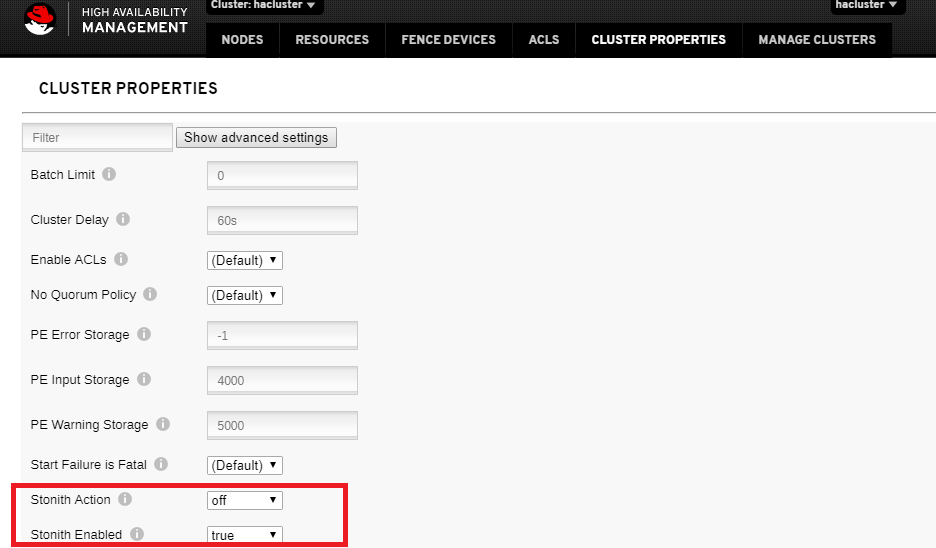 HIGH AVAILABILITY
MANAGEMENT
Cluster: hacluster ▼
hacluster ▼
NODES RESOURCES FENCE DEVICES ACLS CLUSTER PROPERTIES MANAGE CLUSTERS
CLUSTER PROPERTIES
Filter Show advanced settings
Batch Limit i 0
Cluster Delay i 60s
Enable ACLs i (Default) ▼
No Quorum Policy i (Default) ▼
PE Error Storage i -1
PE Input Storage i 4000
PE Warning Storage i 5000
Start Failure is Fatal i (Default) ▼
Stonith Action i off ▼
Stonith Enabled i true ▼